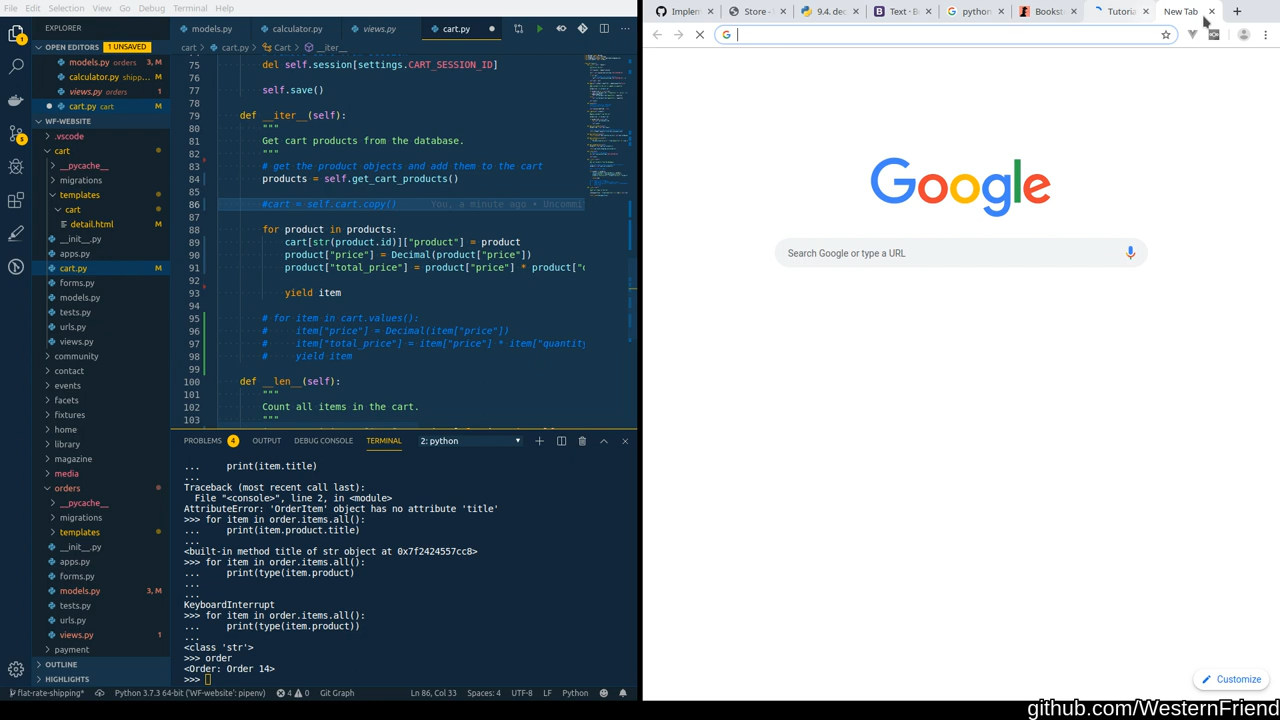 File Edit Selection View Go Debug Terminal Help
EXPLORER
OPEN EDITORS 1 UNSAVED
models.py orders 3, M
calculator.py shipp... M
views.py orders 1
cart.py cart M
WF-WEBSITE
.vscode
cart
__pycache__
migrations
templates
cart
detail.html M
__init__.py
apps.py
cart.py M
forms.py
models.py
tests.py
urls.py
views.py
community
contact
events
facets
fixtures
home
library
magazine
media
orders
__pycache__
migrations
templates
__init__.py
apps.py
forms.py
models.py 3, M
tests.py
urls.py
views.py 1
payment
OUTLINE
HIGHLIGHTS
models.py calculator.py views.py cart.py
cart cart.py Cart __iter__
75 del self.session[settings.CART_SESSION_ID]
76
77 self.save()
78
79 def __iter__(self):
80 """
81 Get cart products from the database.
82 """
83 # get the product objects and add them to the cart
84 products = self.get_cart_products()
85
86 #cart = self.cart.copy() You, a minute ago • Uncommi
87
88 for product in products:
89 cart[str(product.id)]["product"] = product
90 product["price"] = Decimal(product["price"])
91 product["total_price"] = product["price"] * product["
92
93 yield item
94
95 # for item in cart.values():
96 # item["price"] = Decimal(item["price"])
97 # item["total_price"] = item["price"] * item["quantity
98 # yield item
99
100 def __len__(self):
101 """
102 Count all items in the cart.
103 """
PROBLEMS 4 OUTPUT DEBUG CONSOLE TERMINAL 2: python
... print(item.title)
...
Traceback (most recent call last):
File "<console>", line 2, in <module>
AttributeError: 'OrderItem' object has no attribute 'title'
>>> for item in order.items.all():
... print(item.product.title)
...
<built-in method title of str object at 0x7f2424557cc8>
>>> for item in order.items.all():
... print(type(item.product)
...
...
KeyboardInterrupt
>>> for item in order.items.all():
... print(type(item.product))
...
<class 'str'>
>>> order
<Order: Order 14>
>>>
flat-rate-shipping* Python 3.7.3 64-bit ('WF-website': pipenv) 4 0 Git Graph Ln 86, Col 33 Spaces: 4 UTF-8 LF Python
Implem Store - 9.4. dec Text - B python Bookst Tutoria New Tab
G
Google
Search Google or type a URL
Customize
github.com/WesternFriend